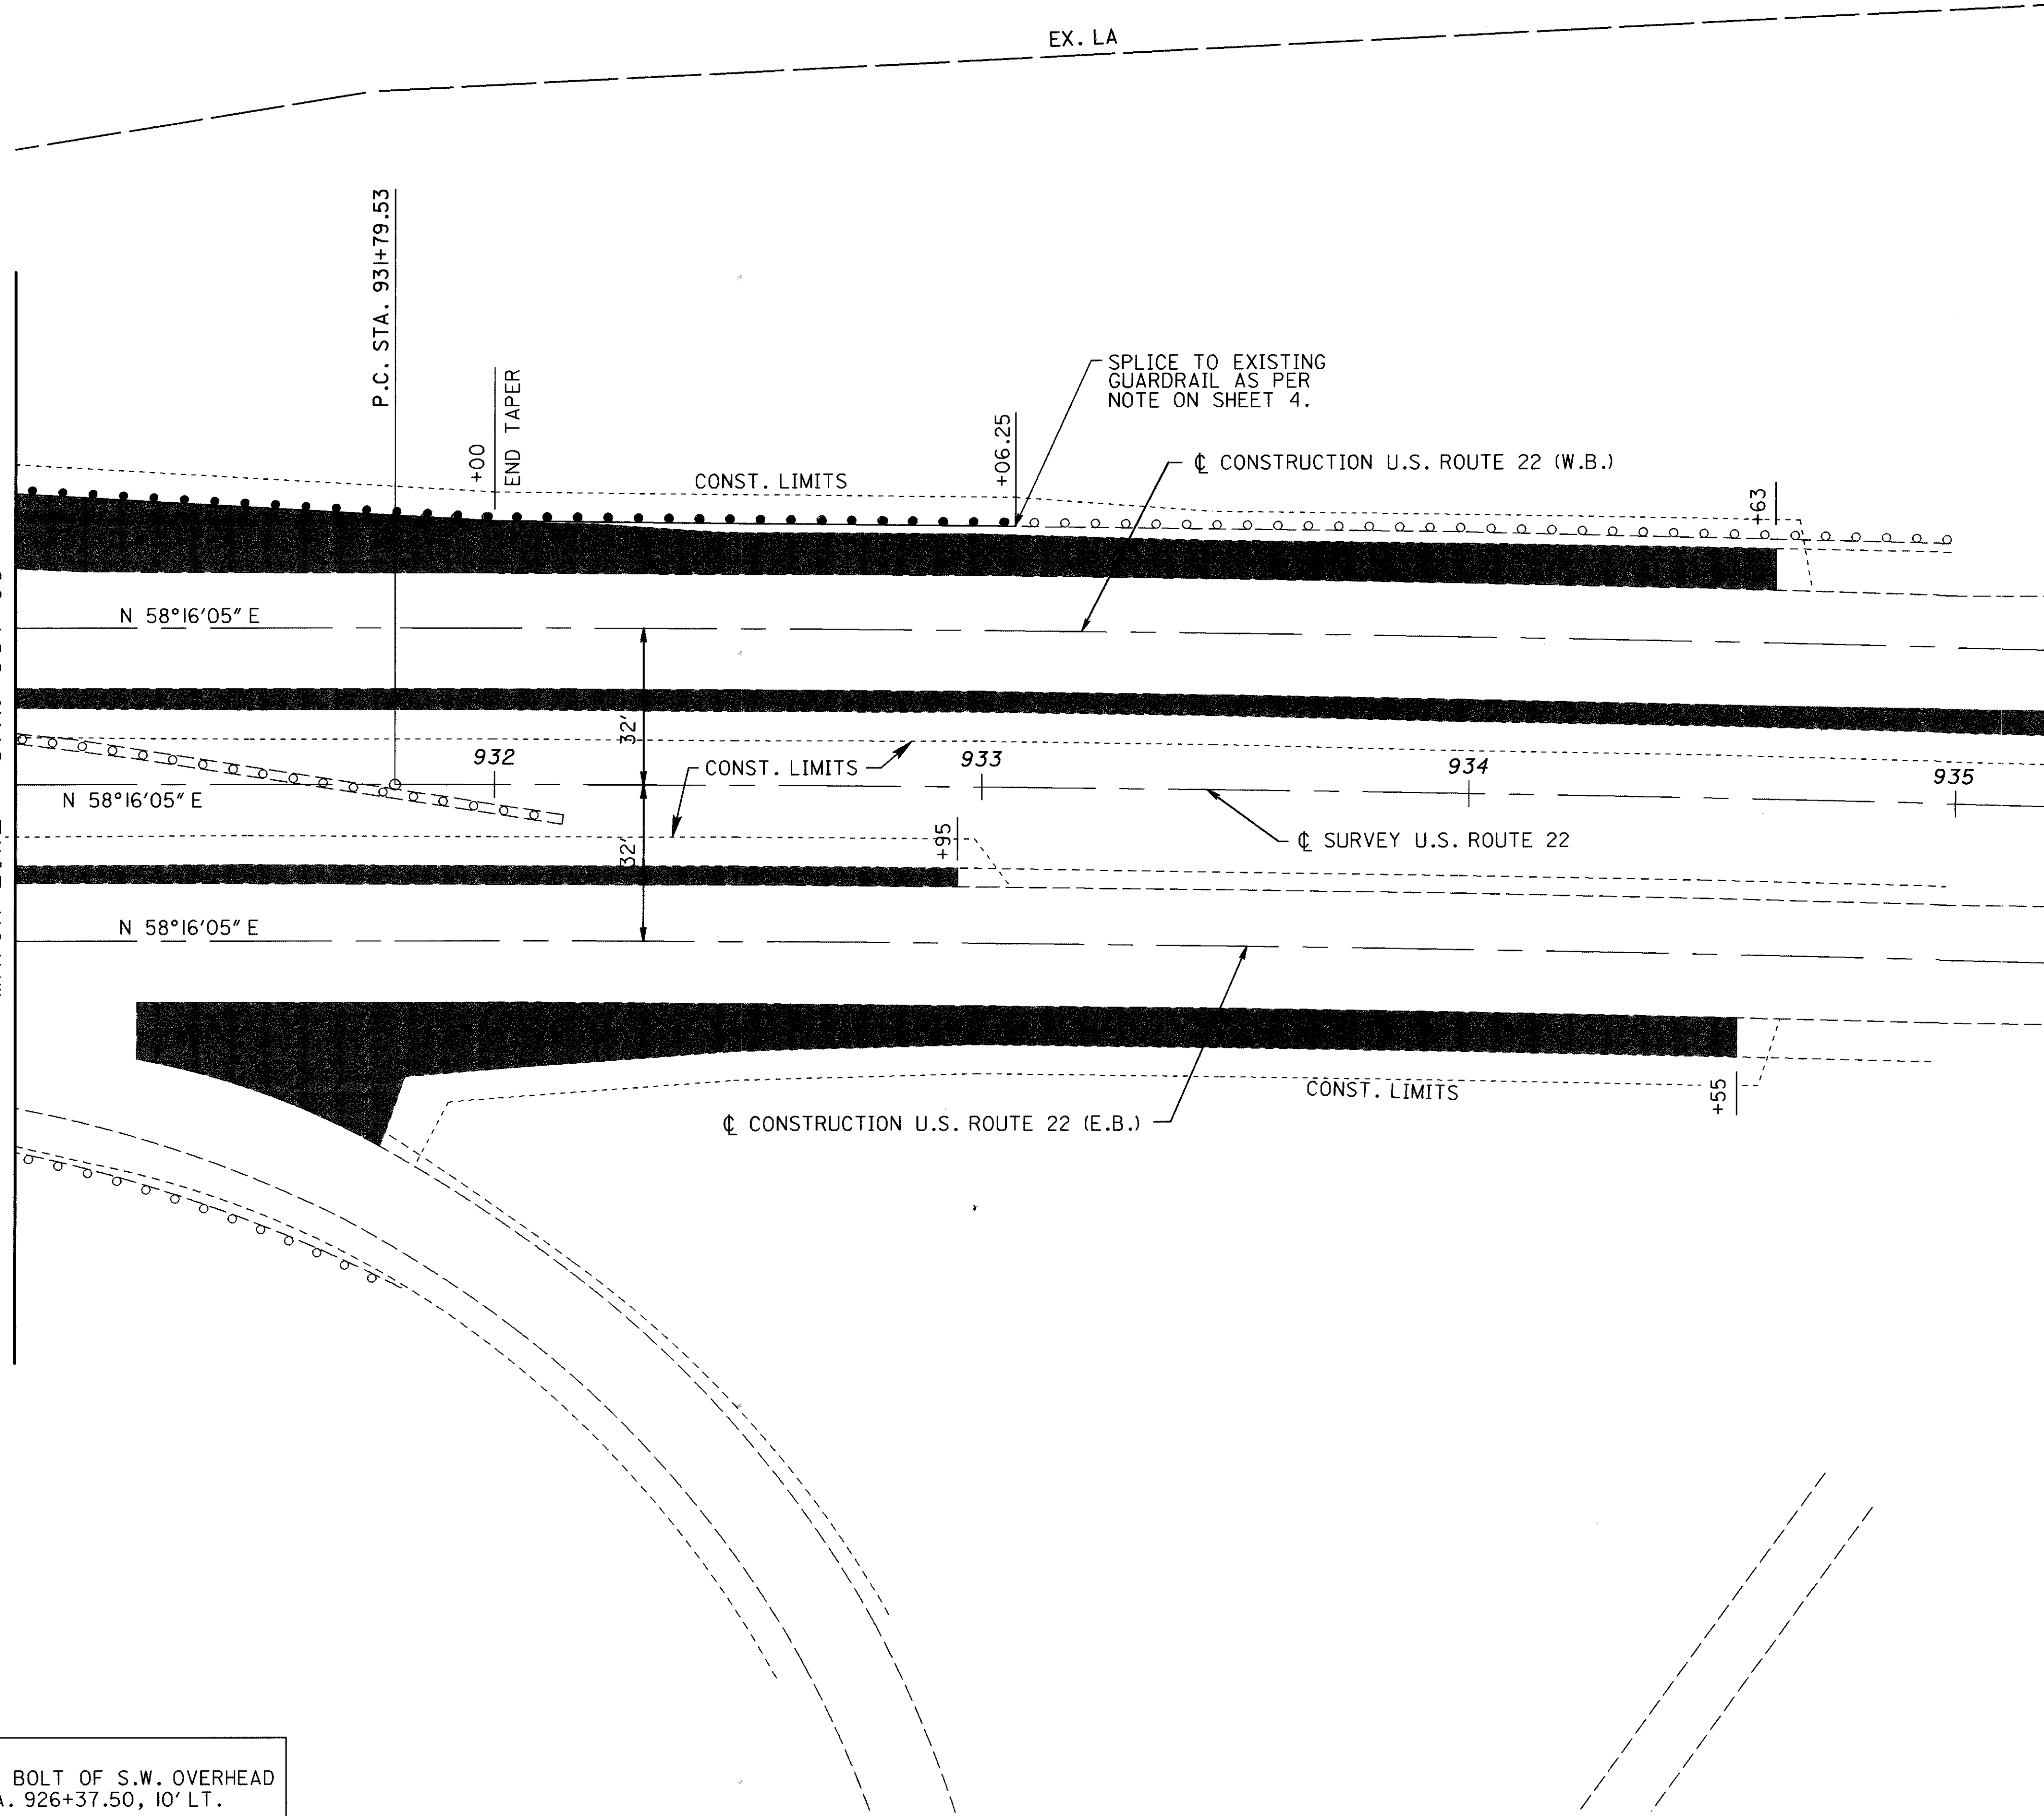 EX. LA
P.C. STA. 931+79.53
+00
END TAPER
SPLICE TO EXISTING
GUARDRAIL AS PER
NOTE ON SHEET 4.
+06.25
CONST. LIMITS
℄ CONSTRUCTION U.S. ROUTE 22 (W.B.)
+63
N 58°16'05" E
32'
932
CONST. LIMITS
933
934
935
N 58°16'05" E
32'
+95
℄ SURVEY U.S. ROUTE 22
N 58°16'05" E
CONST. LIMITS
+55
℄ CONSTRUCTION U.S. ROUTE 22 (E.B.)
BOLT OF S.W. OVERHEAD
A. 926+37.50, 10' LT.